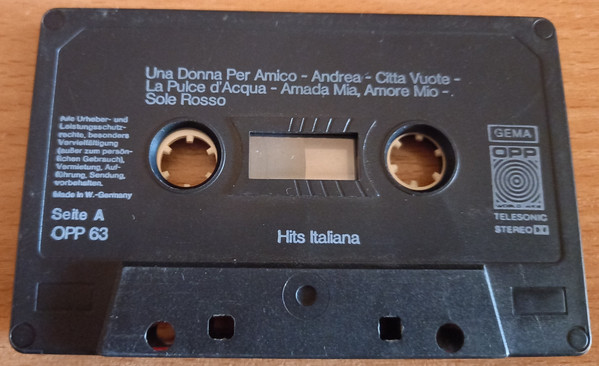 Una Donna Per Amico - Andrea - Citta Vuote -
La Pulce d'Acqua - Amada Mia, Amore Mio -
Sole Rosso
Alle Urheber- und
Leistungsschutz-
rechte, besonders
Vervielfältigung
(außer zum persön-
lichen Gebrauch),
Vermietung, Auf-
führung, Sendung,
vorbehalten.
Made in W.-Germany
Seite A
OPP 63
GEMA
OPP
TELESONIC
STEREO
Hits Italiana